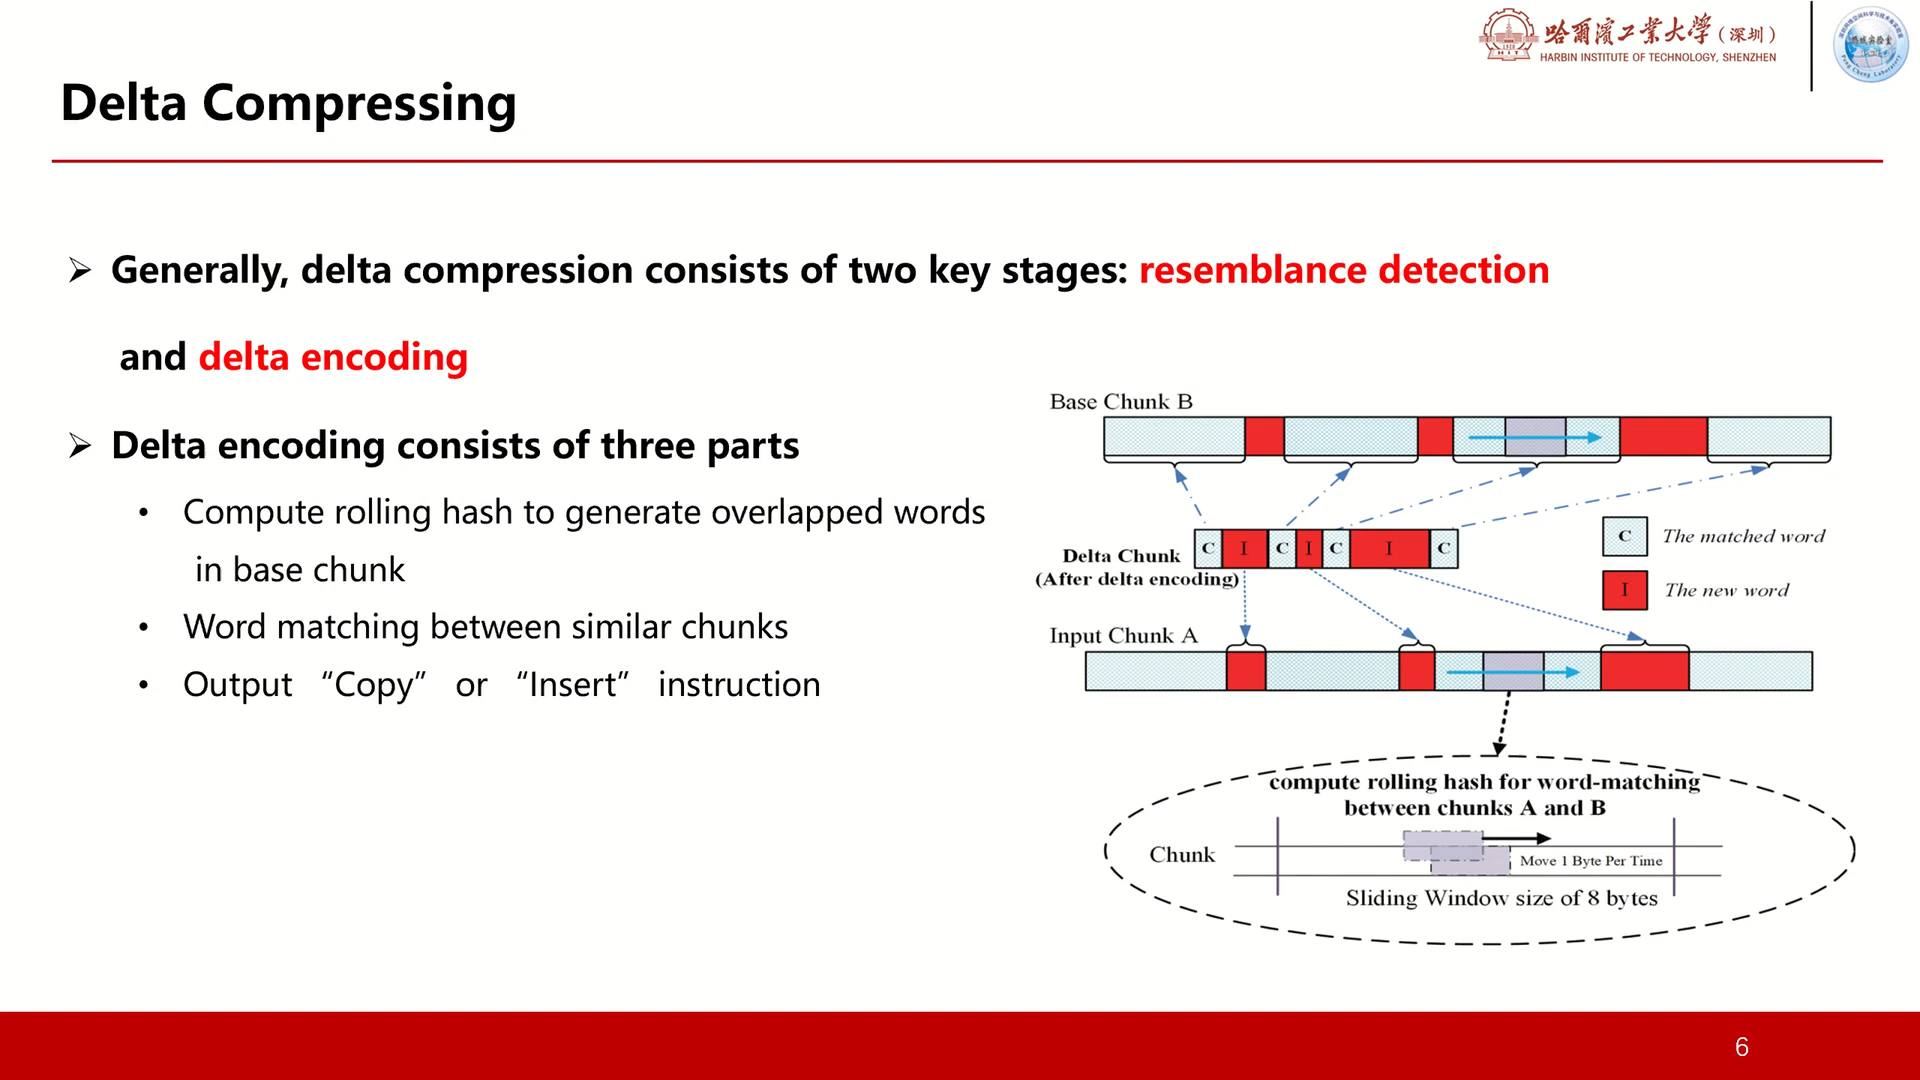 哈爾濱工業大學(深圳)
HARBIN INSTITUTE OF TECHNOLOGY, SHENZHEN
Peng Cheng Laboratory
Delta Compressing
➢ Generally, delta compression consists of two key stages: resemblance detection
and delta encoding
➢ Delta encoding consists of three parts
• Compute rolling hash to generate overlapped words
in base chunk
• Word matching between similar chunks
• Output “Copy” or “Insert” instruction
Base Chunk B
Delta Chunk
(After delta encoding)
C I C I C I C
C The matched word
I The new word
Input Chunk A
compute rolling hash for word-matching
between chunks A and B
Chunk
Move 1 Byte Per Time
Sliding Window size of 8 bytes
6